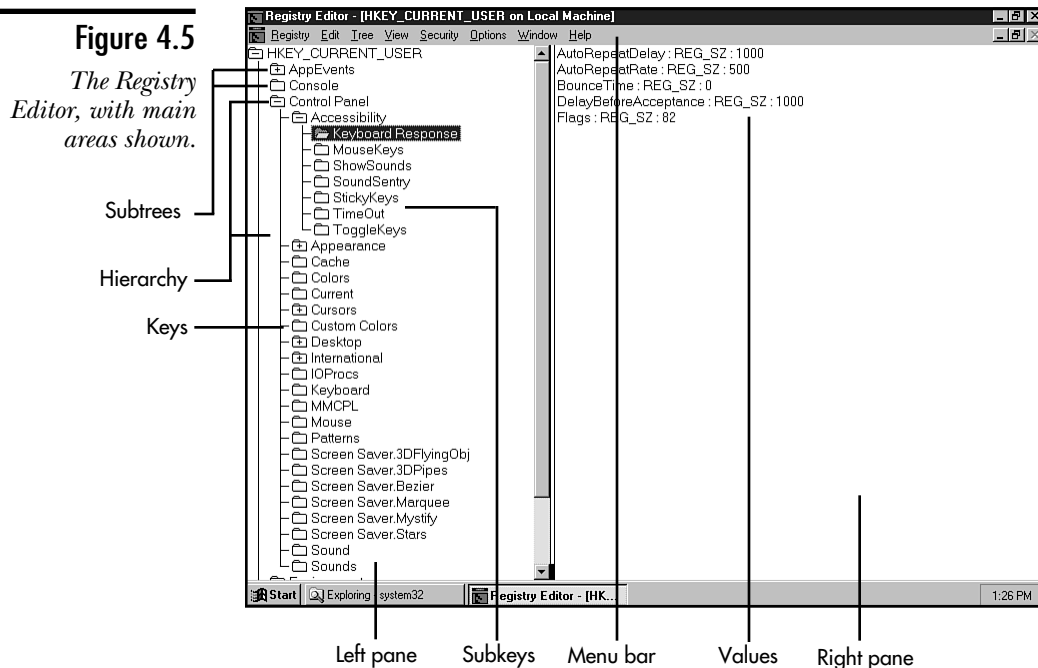 Figure 4.5
The Registry
Editor, with main
areas shown.
Subtrees
Hierarchy
Keys
Registry Editor - [HKEY_CURRENT_USER on Local Machine]
Registry Edit Tree View Security Options Window Help
HKEY_CURRENT_USER
AppEvents
Console
Control Panel
Accessibility
Keyboard Response
MouseKeys
ShowSounds
SoundSentry
StickyKeys
TimeOut
ToggleKeys
Appearance
Cache
Colors
Current
Cursors
Custom Colors
Desktop
International
IOProcs
Keyboard
MMCPL
Mouse
Patterns
Screen Saver.3DFlyingObj
Screen Saver.3DPipes
Screen Saver.Bezier
Screen Saver.Marquee
Screen Saver.Mystify
Screen Saver.Stars
Sound
Sounds
AutoRepeatDelay : REG_SZ : 1000
AutoRepeatRate : REG_SZ : 500
BounceTime : REG_SZ : 0
DelayBeforeAcceptance : REG_SZ : 1000
Flags : REG_SZ : 82
Start Exploring - system32 Registry Editor - [HK... 1:26 PM
Left pane Subkeys Menu bar Values Right pane